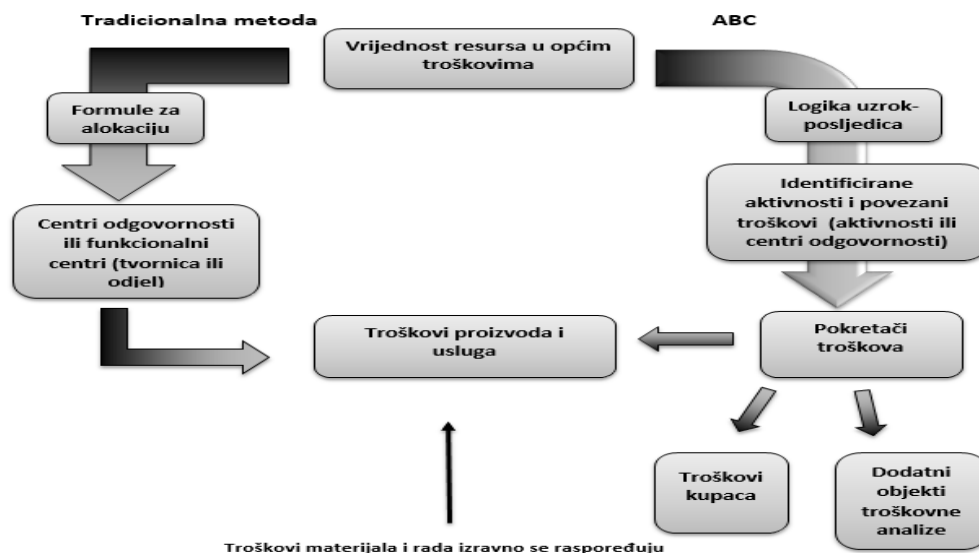 Tradicionalna metoda
ABC
Vrijednost resursa u općim
troškovima
Formule za
alokaciju
Logika uzrok-
posljedica
Identificirane
aktivnosti i povezani
troškovi (aktivnosti ili
centri odgovornosti)
Centri odgovornosti
ili funkcionalni
centri (tvornica ili
odjel)
Troškovi proizvoda i
usluga
Pokretači
troškova
Troškovi
kupaca
Dodatni
objekti
troškovne
analize
Troškovi materijala i rada izravno se raspoređuju